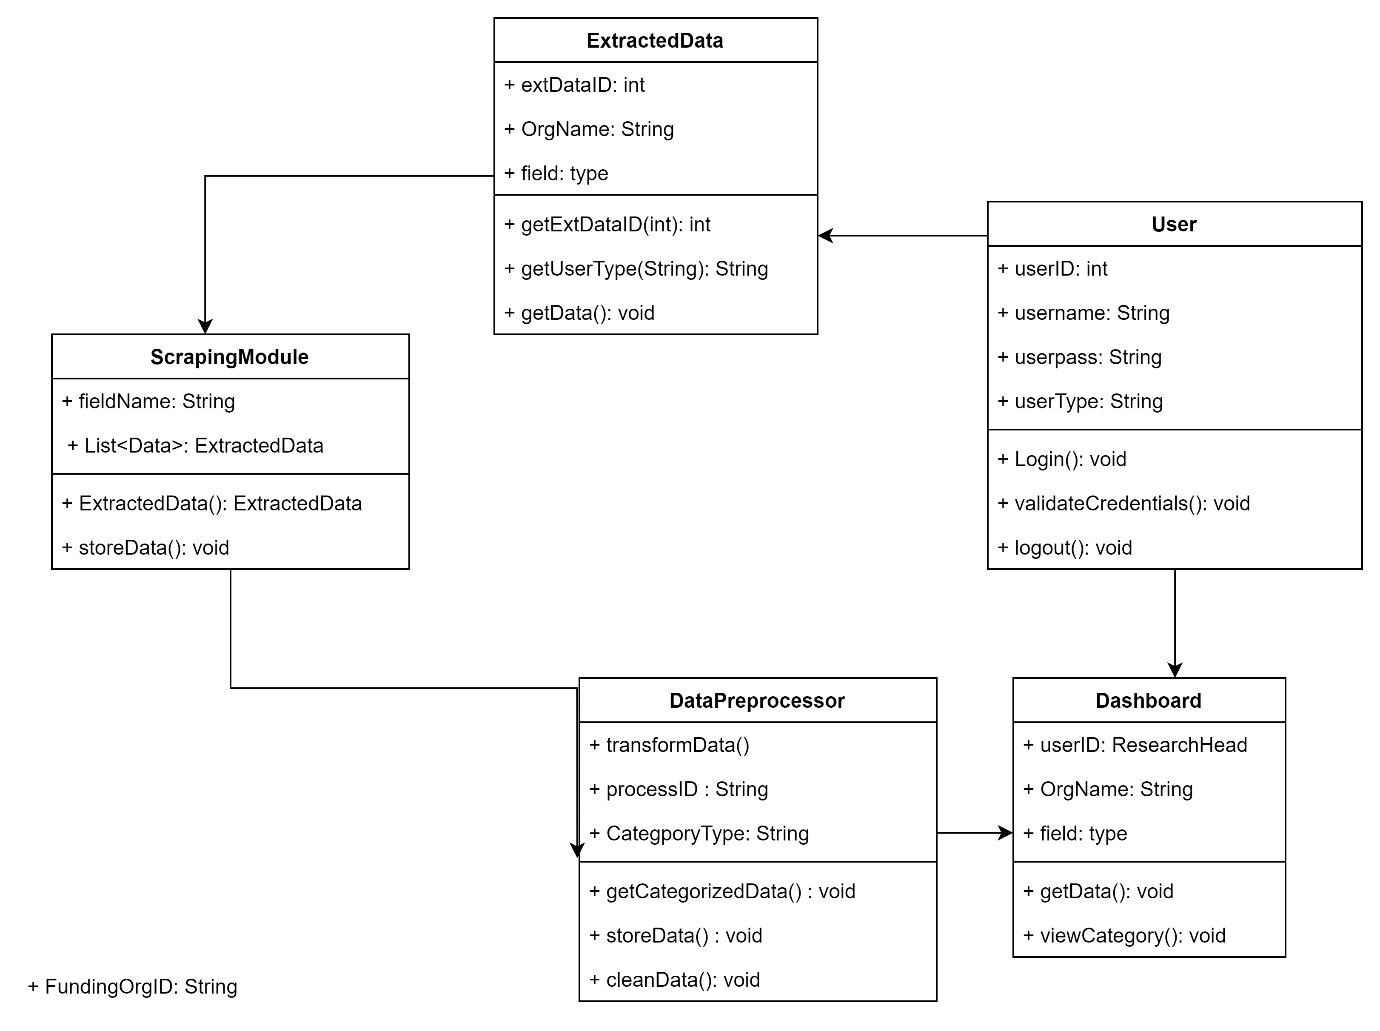 ExtractedData
+ extDataID: int
+ OrgName: String
+ field: type
+ getExtDataID(int): int
+ getUserType(String): String
+ getData(): void
User
+ userID: int
+ username: String
+ userpass: String
+ userType: String
+ Login(): void
+ validateCredentials(): void
+ logout(): void
ScrapingModule
+ fieldName: String
+ List<Data>: ExtractedData
+ ExtractedData(): ExtractedData
+ storeData(): void
DataPreprocessor
+ transformData()
+ processID : String
+ CategporyType: String
+ getCategorizedData() : void
+ storeData() : void
+ cleanData(): void
Dashboard
+ userID: ResearchHead
+ OrgName: String
+ field: type
+ getData(): void
+ viewCategory(): void
+ FundingOrgID: String